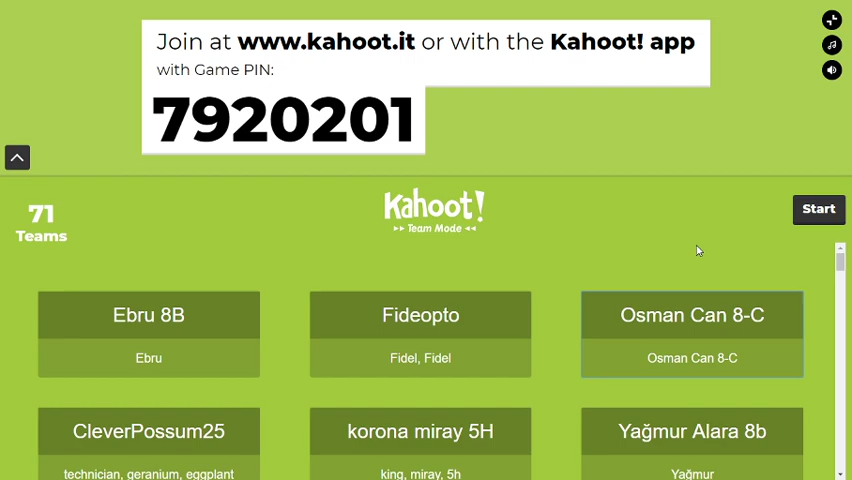 Join at www.kahoot.it or with the Kahoot! app
with Game PIN:
7920201
71
Teams
Kahoot!
Team Mode
Start
Ebru 8B
Ebru
Fideopto
Fidel, Fidel
Osman Can 8-C
Osman Can 8-C
CleverPossum25
technician, geranium, eggplant
korona miray 5H
king, miray, 5h
Yağmur Alara 8b
Yağmur